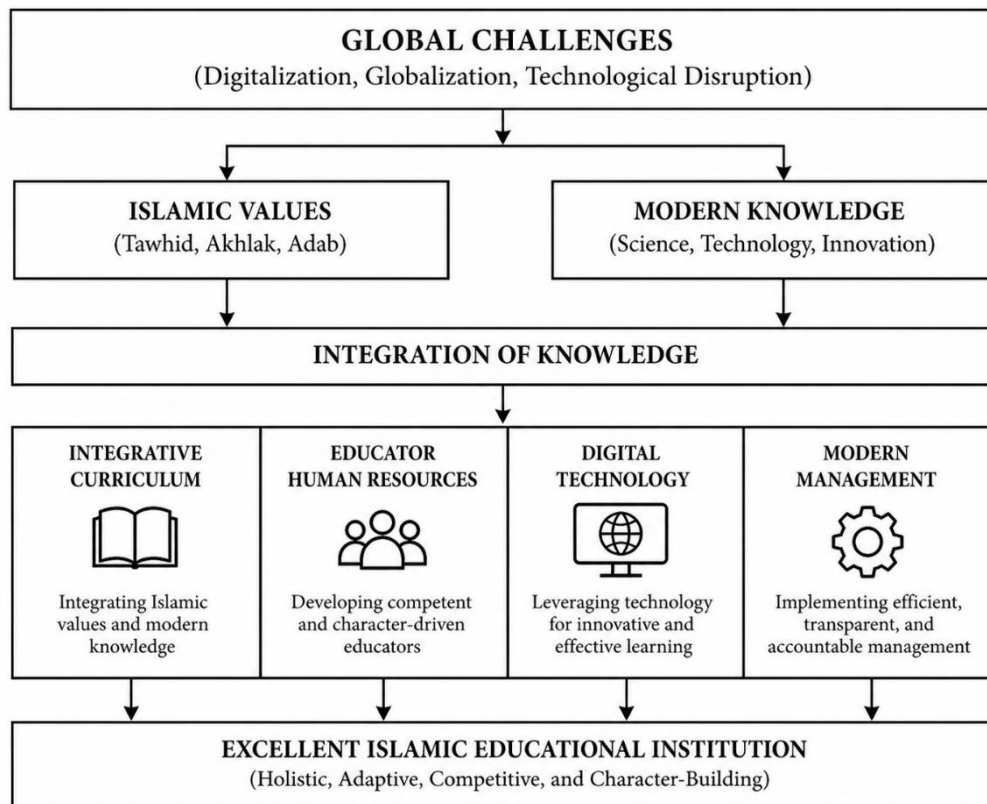 GLOBAL CHALLENGES
(Digitalization, Globalization, Technological Disruption)
ISLAMIC VALUES
(Tawhid, Akhlak, Adab)
MODERN KNOWLEDGE
(Science, Technology, Innovation)
INTEGRATION OF KNOWLEDGE
INTEGRATIVE
CURRICULUM
Integrating Islamic
values and modern
knowledge
EDUCATOR
HUMAN RESOURCES
Developing competent
and character-driven
educators
DIGITAL
TECHNOLOGY
Leveraging technology
for innovative and
effective learning
MODERN
MANAGEMENT
Implementing efficient,
transparent, and
accountable management
EXCELLENT ISLAMIC EDUCATIONAL INSTITUTION
(Holistic, Adaptive, Competitive, and Character-Building)